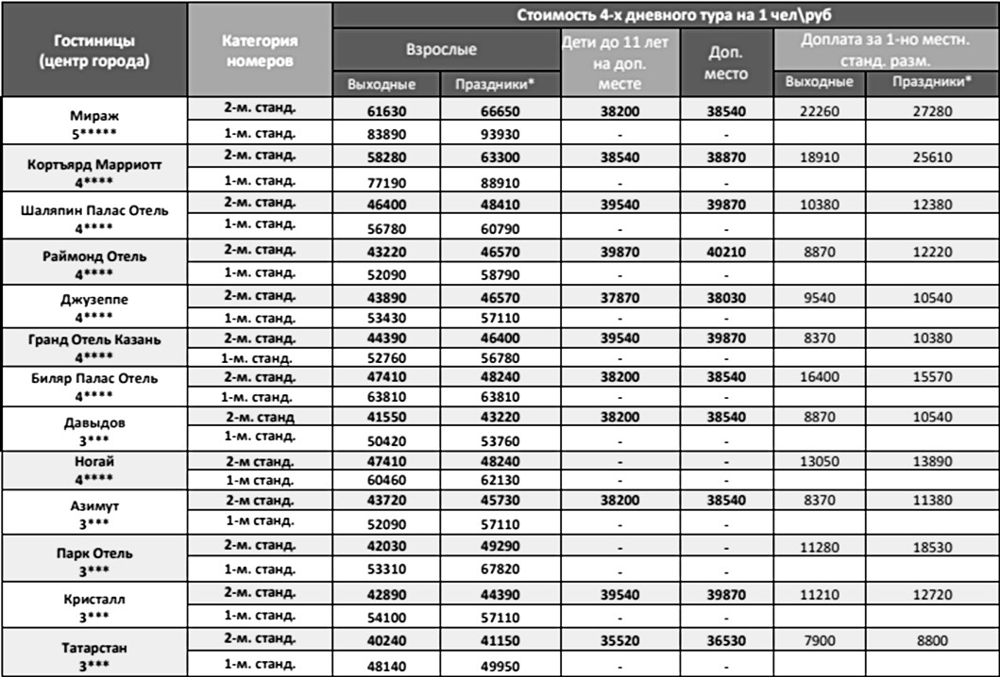 Стоимость 4-х дневного тура на 1 чел\руб
Гостиницы (центр города) Категория номеров Взрослые Дети до 11 лет на доп. месте Доп. место Доплата за 1-но местн. станд. разм.
Выходные Праздники* Выходные Праздники*
Мираж 2-м. станд. 61630 66650 38200 38540 22260 27280
5***** 1-м. станд. 83890 93930 - -
Кортъярд Марриотт 2-м. станд. 58280 63300 38540 38870 18910 25610
4**** 1-м. станд. 77190 88910 - -
Шаляпин Палас Отель 2-м. станд. 46400 48410 39540 39870 10380 12380
4**** 1-м. станд. 56780 60790 - -
Раймонд Отель 2-м. станд. 43220 46570 39870 40210 8870 12220
4**** 1-м. станд. 52090 58790 - -
Джузеппе 2-м. станд. 43890 46570 37870 38030 9540 10540
4**** 1-м. станд. 53430 57110 - -
Гранд Отель Казань 2-м. станд. 44390 46400 39540 39870 8370 10380
4**** 1-м. станд. 52760 56780 - -
Биляр Палас Отель 2-м. станд. 47410 48240 38200 38540 16400 15570
4**** 1-м. станд. 63810 63810 - -
Давыдов 2-м. станд 41550 43220 38200 38540 8870 10540
3*** 1-м. станд. 50420 53760 - -
Ногай 2-м станд. 47410 48240 - - 13050 13890
4**** 1-м станд. 60460 62130 - -
Азимут 2-м станд. 43720 45730 38200 38540 8370 11380
3*** 1-м станд. 52090 57110 - -
Парк Отель 2-м. станд. 42030 49290 - - 11280 18530
3*** 1-м. станд. 53310 67820 - -
Кристалл 2-м. станд. 42890 44390 39540 39870 11210 12720
3*** 1-м. станд. 54100 57110 - -
Татарстан 2-м. станд. 40240 41150 35520 36530 7900 8800
3*** 1-м. станд. 48140 49950 - -